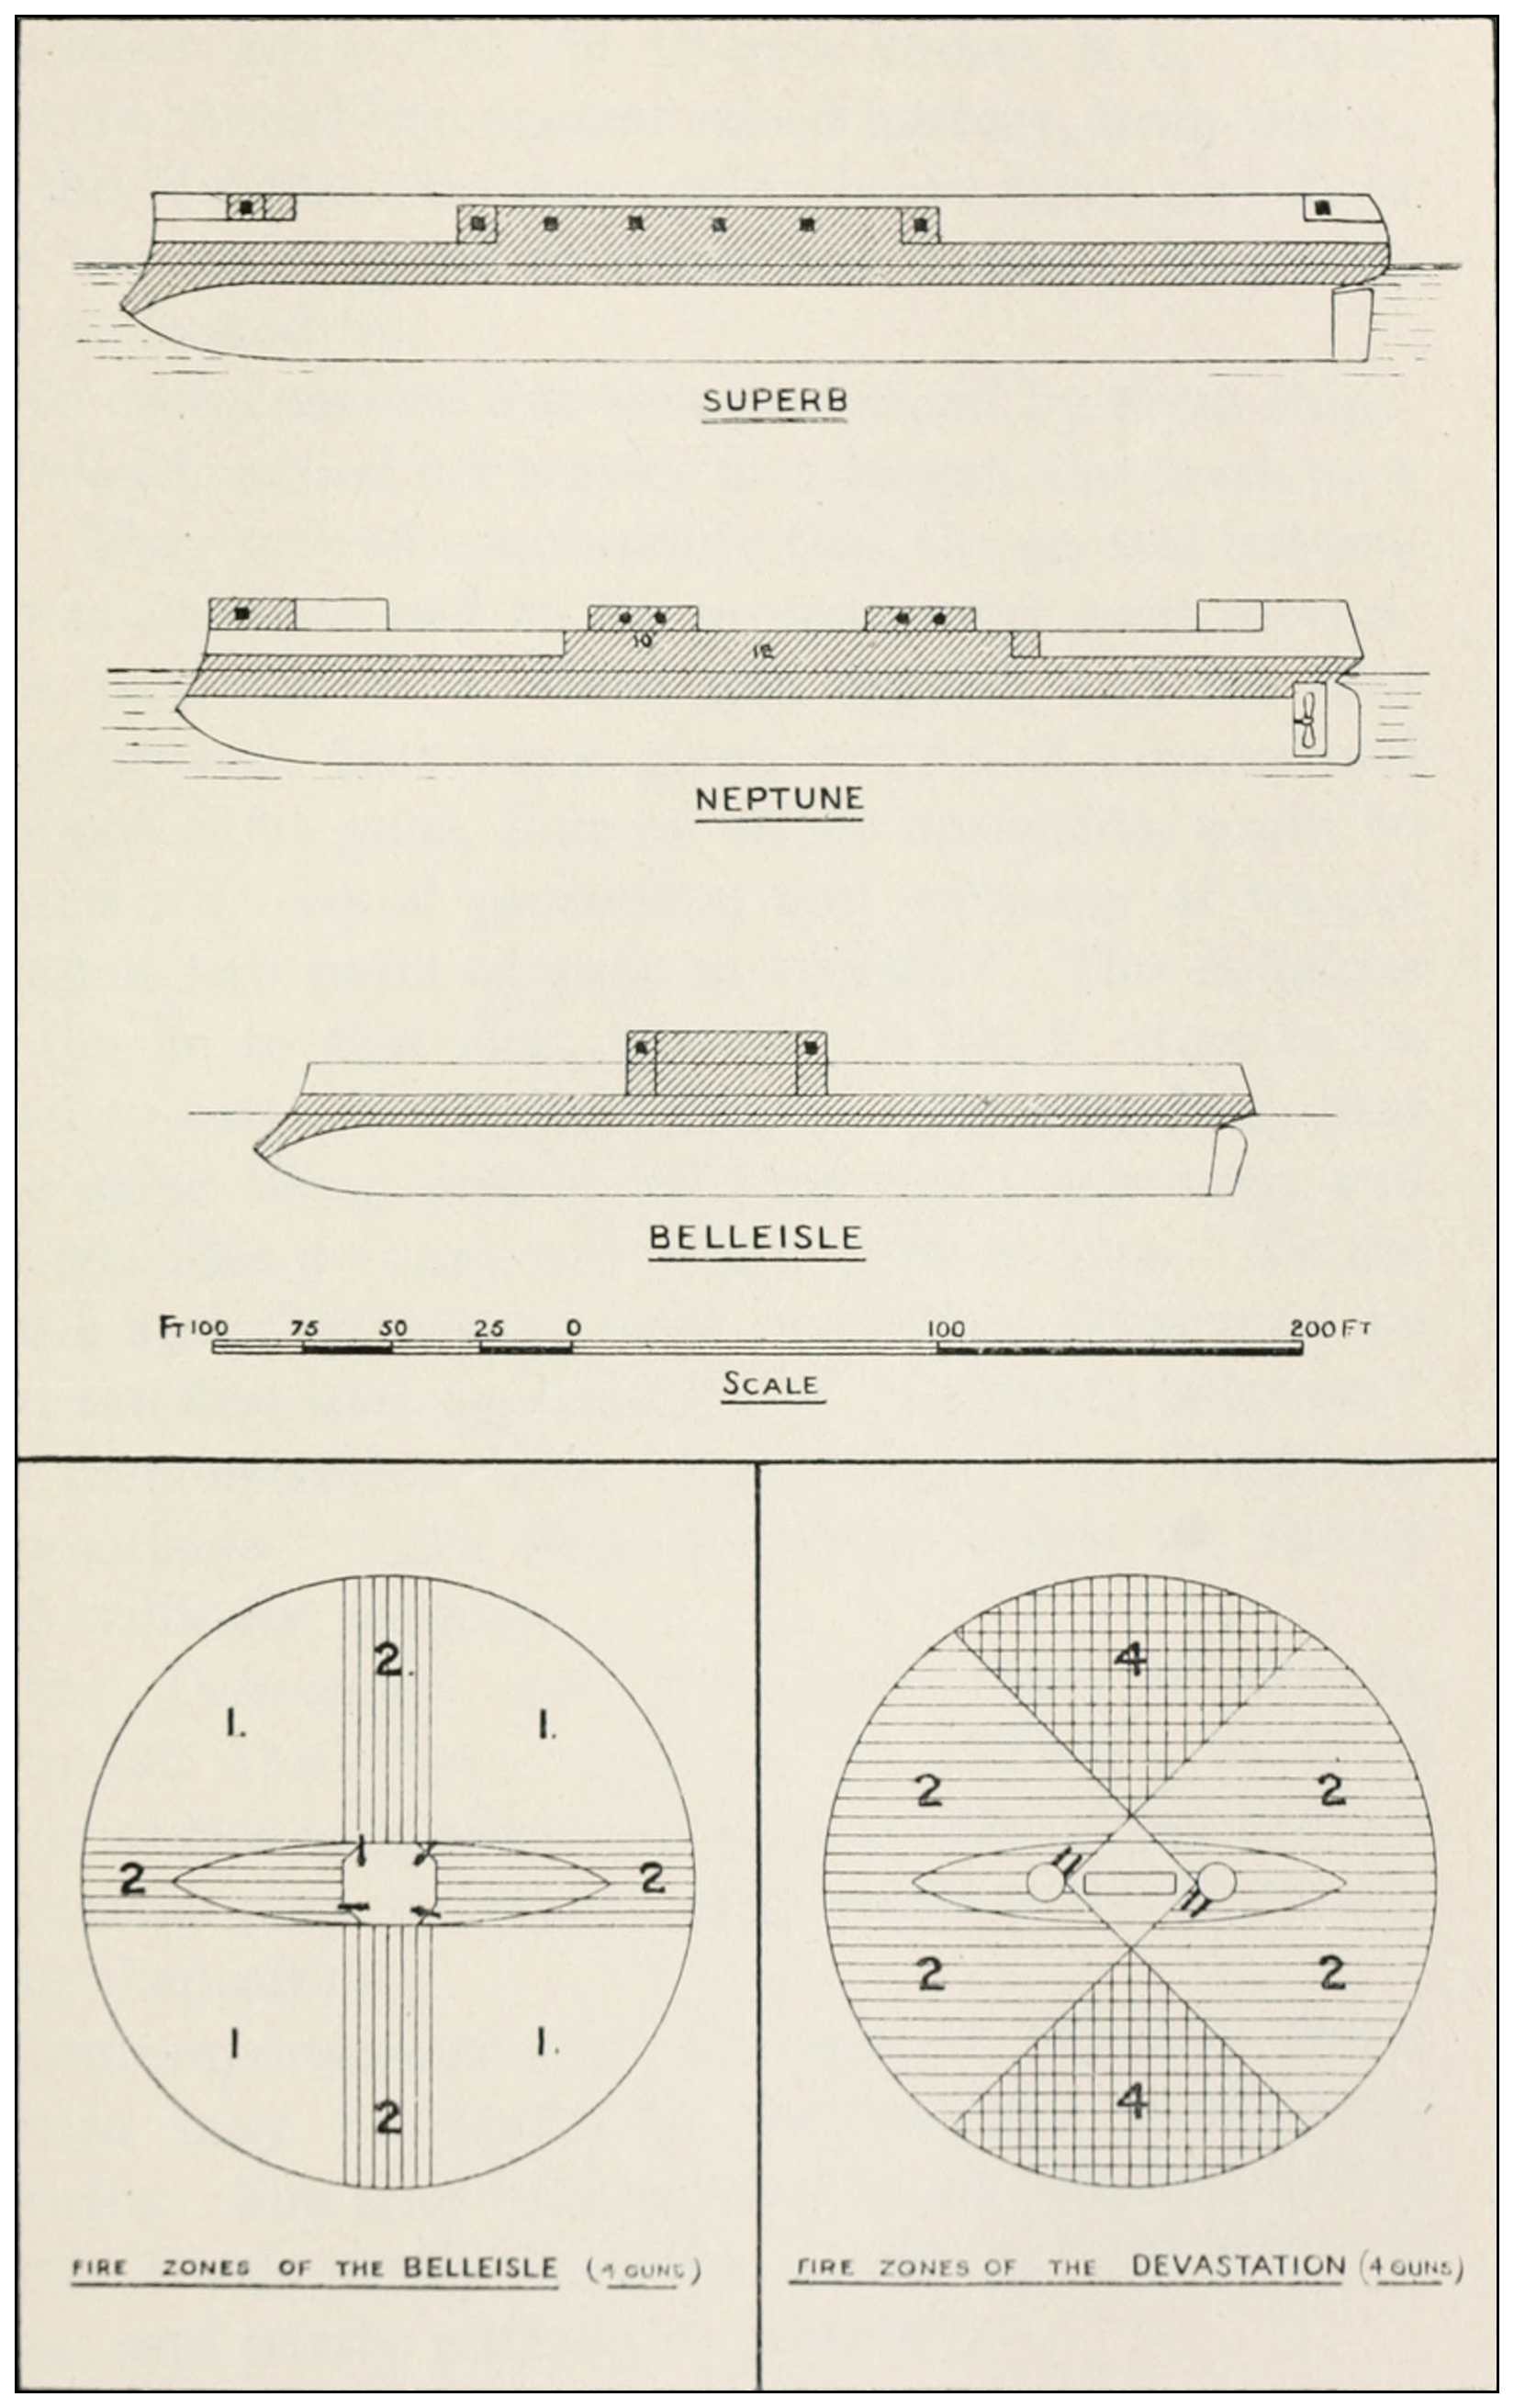 SUPERB
10
12
NEPTUNE
BELLEISLE
FT 100 75 50 25 0 100 200 FT
SCALE
2.
1. 1.
2 2
1 1.
2
4
2 2
2 2
4
FIRE ZONES OF THE BELLEISLE (4 GUNS)
FIRE ZONES OF THE DEVASTATION (4 GUNS)